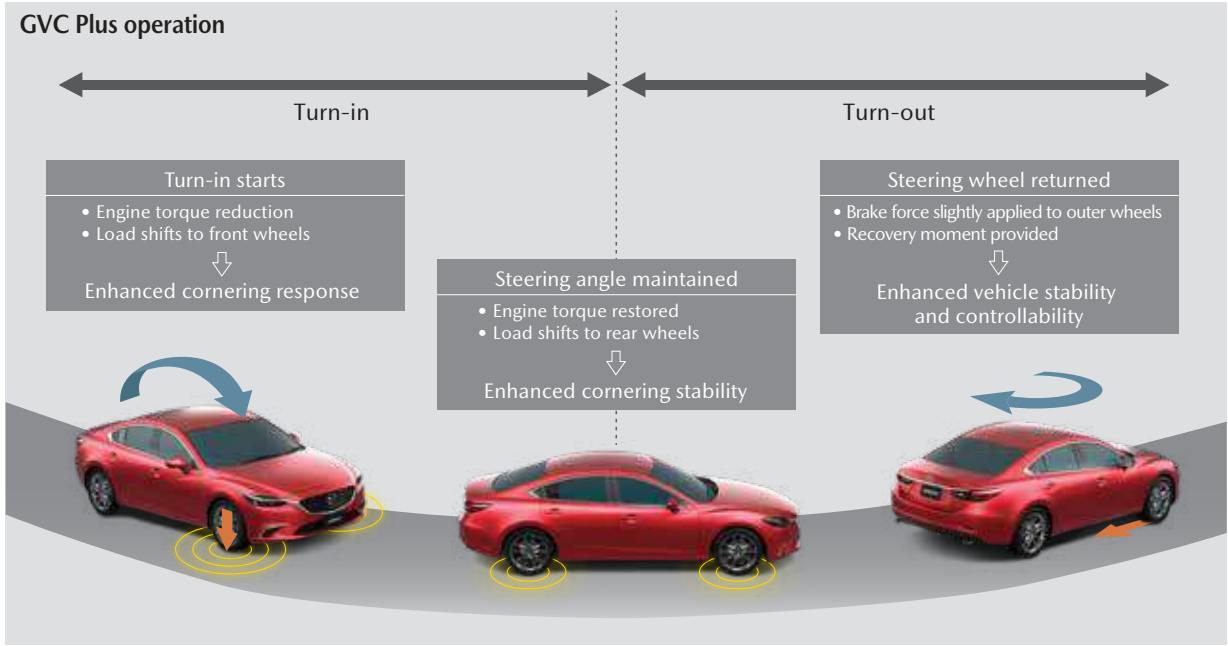 GVC Plus operation
Turn-in
Turn-out
Turn-in starts
• Engine torque reduction
• Load shifts to front wheels
Enhanced cornering response
Steering angle maintained
• Engine torque restored
• Load shifts to rear wheels
Enhanced cornering stability
Steering wheel returned
• Brake force slightly applied to outer wheels
• Recovery moment provided
Enhanced vehicle stability
and controllability